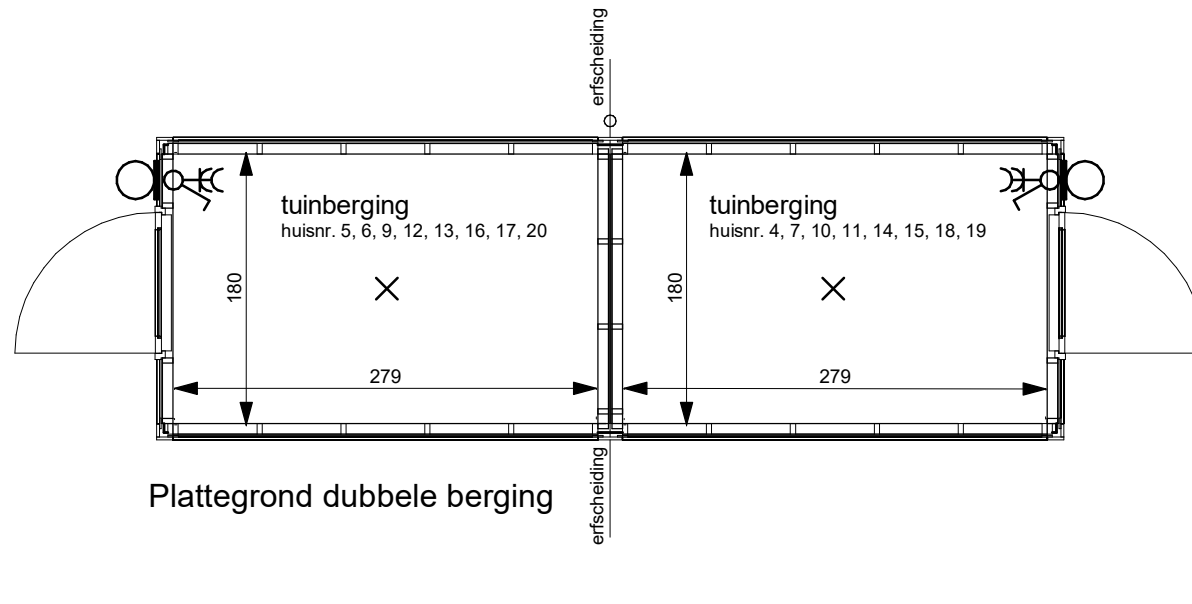 erfscheiding
tuinberging
huisnr. 5, 6, 9, 12, 13, 16, 17, 20
tuinberging
huisnr. 4, 7, 10, 11, 14, 15, 18, 19
180
180
279
279
Plattegrond dubbele berging
erfscheiding